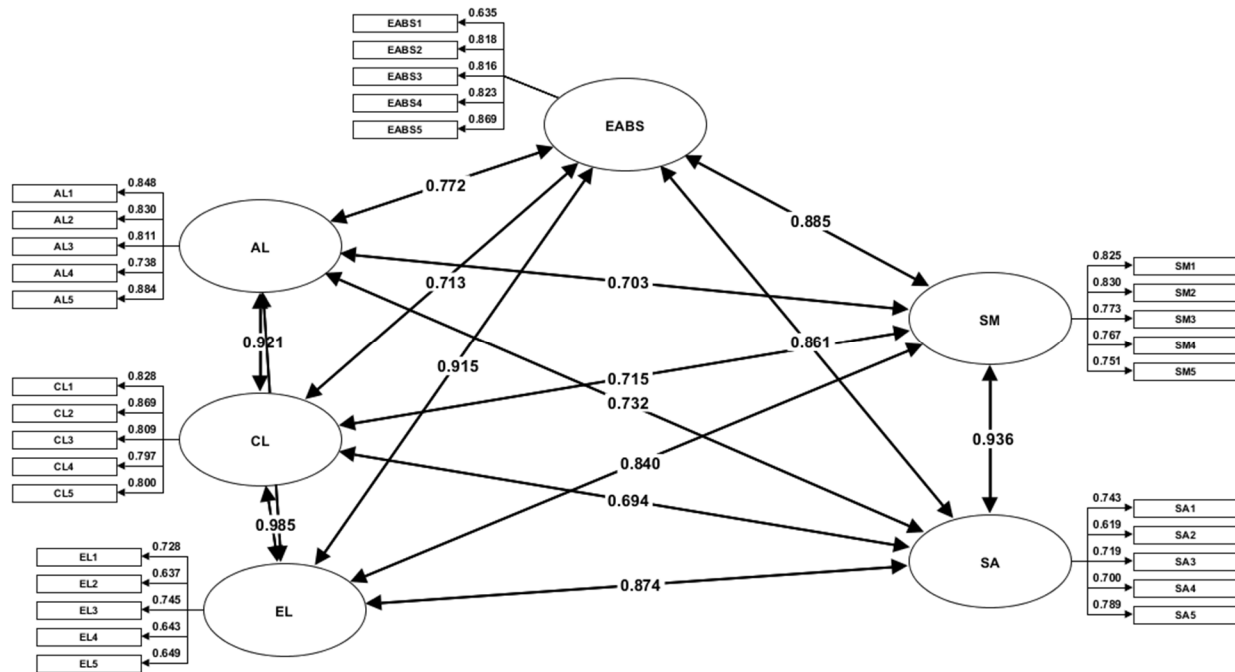 EABS1 0.635
EABS2 0.818
EABS3 0.816
EABS4 0.823
EABS5 0.869
EABS
AL1 0.848
AL2 0.830
AL3 0.811
AL4 0.738
AL5 0.884
AL
0.772
0.885
0.713
0.703
0.825 SM1
0.830 SM2
0.773 SM3
0.767 SM4
0.751 SM5
SM
0.921
0.915
0.861
0.715
0.732
CL1 0.828
CL2 0.869
CL3 0.809
CL4 0.797
CL5 0.800
CL
0.936
0.840
0.694
0.985
0.743 SA1
0.619 SA2
0.719 SA3
0.700 SA4
0.789 SA5
SA
0.874
EL1 0.728
EL2 0.637
EL3 0.745
EL4 0.643
EL5 0.649
EL